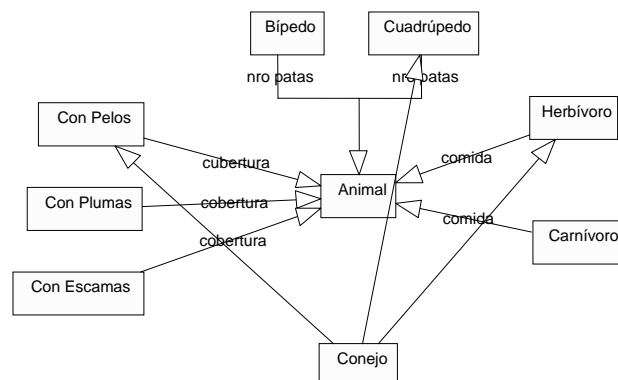 Bípedo
Cuadrúpedo
nro patas
nro patas
Con Pelos
Herbívoro
cubertura
comida
Animal
Con Plumas
cobertura
comida
Carnívoro
cobertura
Con Escamas
Conejo